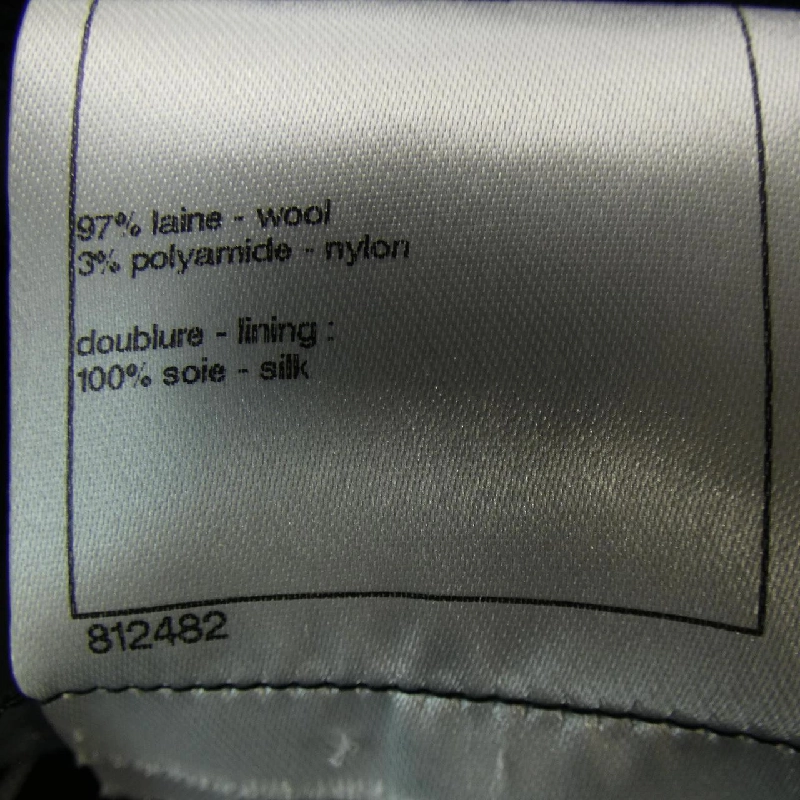 97% laine - wool
3% polyamide - nylon
doublure - lining :
100% soie - silk
812482